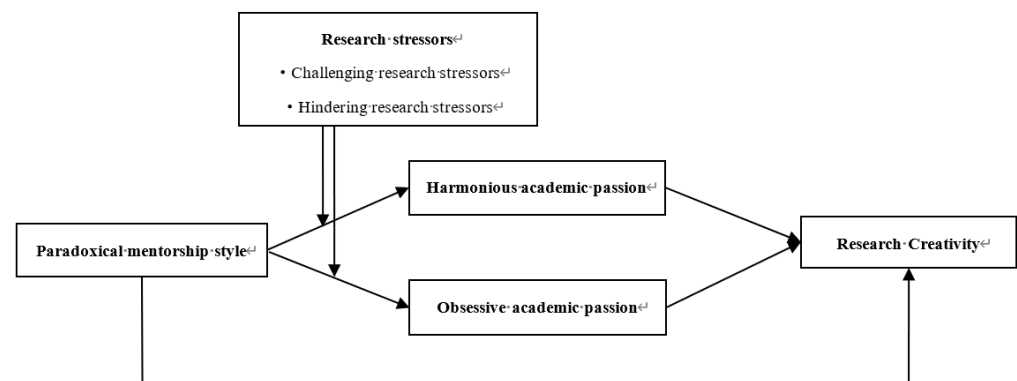 Research stressors
• Challenging research stressors
• Hindering research stressors
Harmonious academic passion
Paradoxical mentorship style
Research Creativity
Obsessive academic passion